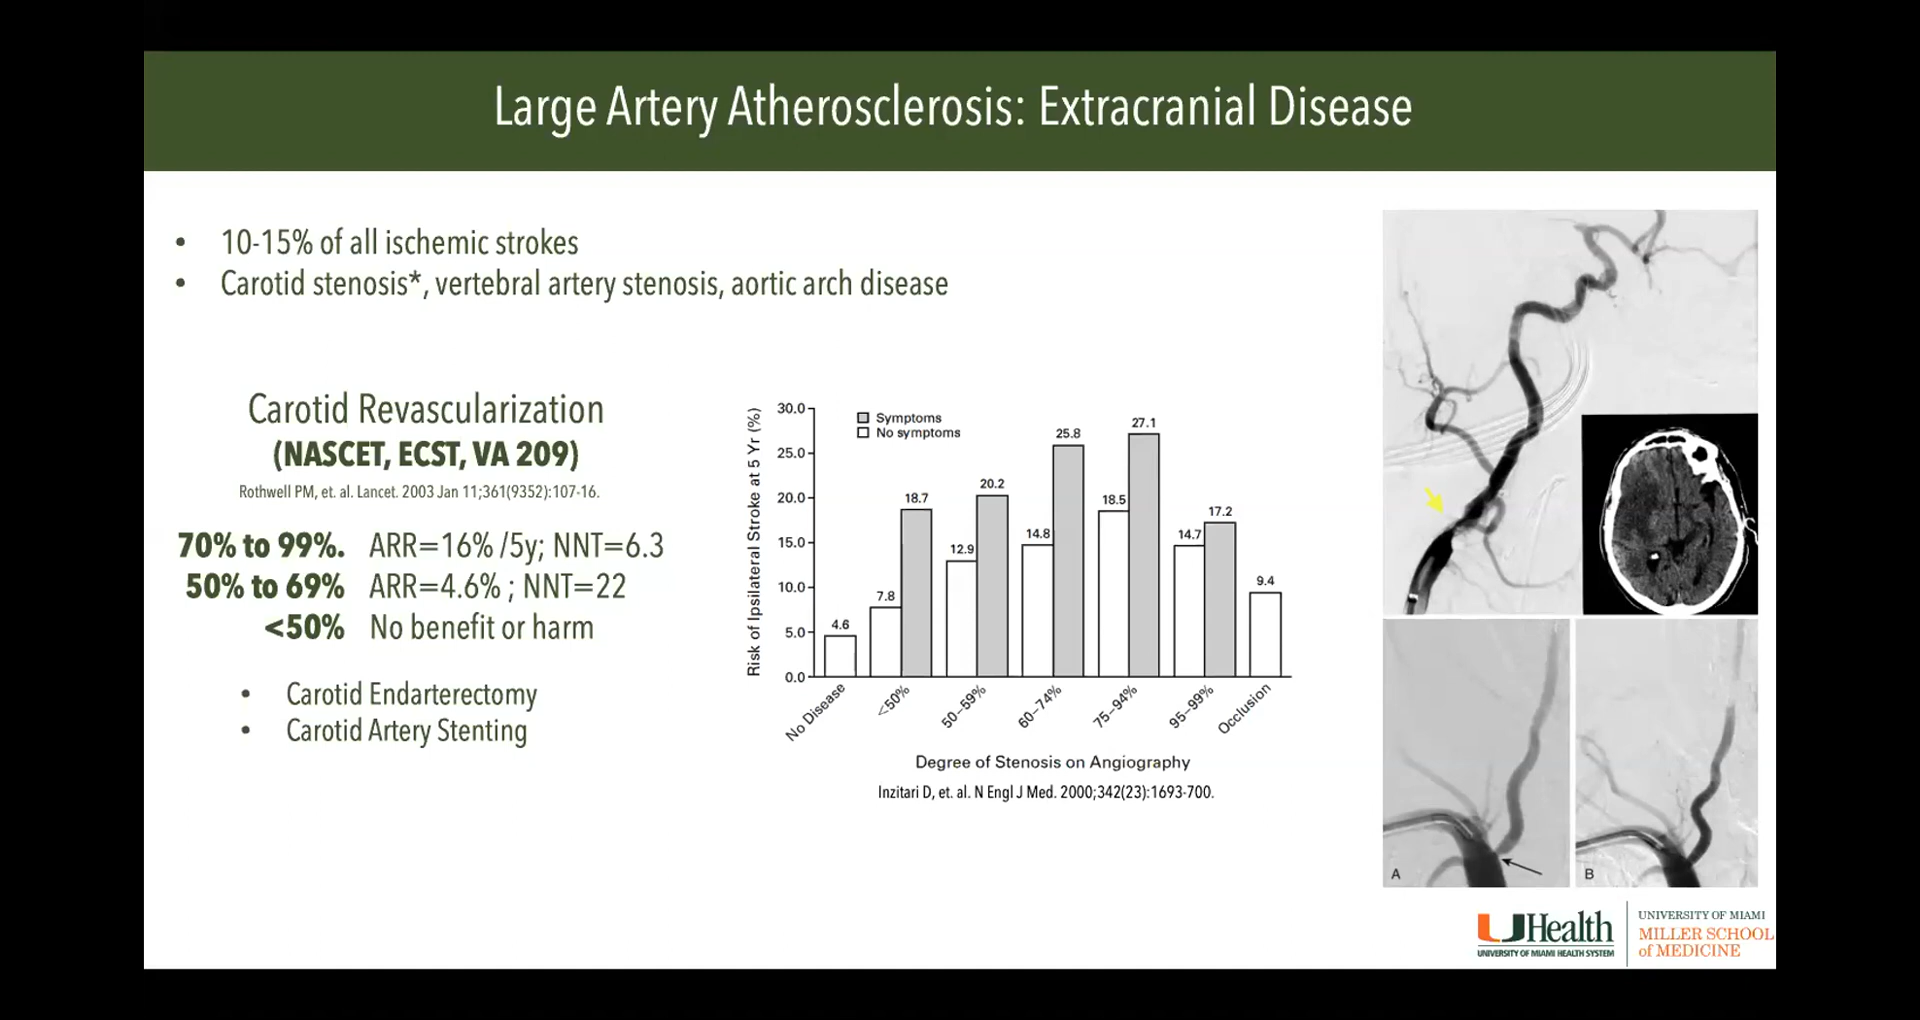 Large Artery Atherosclerosis: Extracranial Disease
• 10-15% of all ischemic strokes
• Carotid stenosis*, vertebral artery stenosis, aortic arch disease
Carotid Revascularization
(NASCET, ECST, VA 209)
Rothwell PM, et. al. Lancet. 2003 Jan 11;361(9352):107-16.
70% to 99%. ARR=16% /5y; NNT=6.3
50% to 69% ARR=4.6% ; NNT=22
<50% No benefit or harm
• Carotid Endarterectomy
• Carotid Artery Stenting
Risk of Ipsilateral Stroke at 5 Yr (%)
30.0
25.0
20.0
15.0
10.0
5.0
0.0
Symptoms
No symptoms
4.6
7.8
18.7
12.9
20.2
14.8
25.8
18.5
27.1
14.7
17.2
9.4
No Disease
<50%
50–59%
60–74%
75–94%
95–99%
Occlusion
Degree of Stenosis on Angiography
Inzitari D, et. al. N Engl J Med. 2000;342(23):1693-700.
A
B
UHealth
UNIVERSITY OF MIAMI HEALTH SYSTEM
UNIVERSITY OF MIAMI
MILLER SCHOOL
of MEDICINE